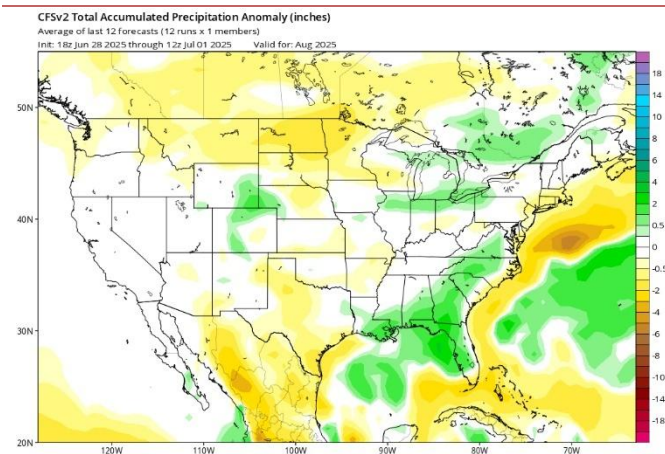 CFSv2 Total Accumulated Precipitation Anomaly (inches)
Average of last 12 forecasts (12 runs x 1 members)
Init: 18z Jun 28 2025 through 12z Jul 01 2025 Valid for: Aug 2025
50N
40N
30N
20N
120W
110W
100W
90W
80W
70W
18
14
10
8
6
4
2
0.5
0
-0.5
-2
-4
-6
-8
-10
-14
-18